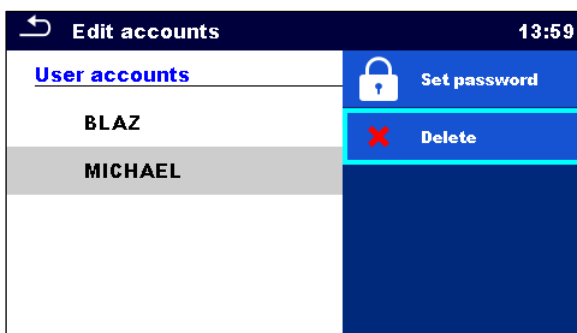 Edit accounts 13:59
User accounts
Set password
BLAZ
Delete
MICHAEL